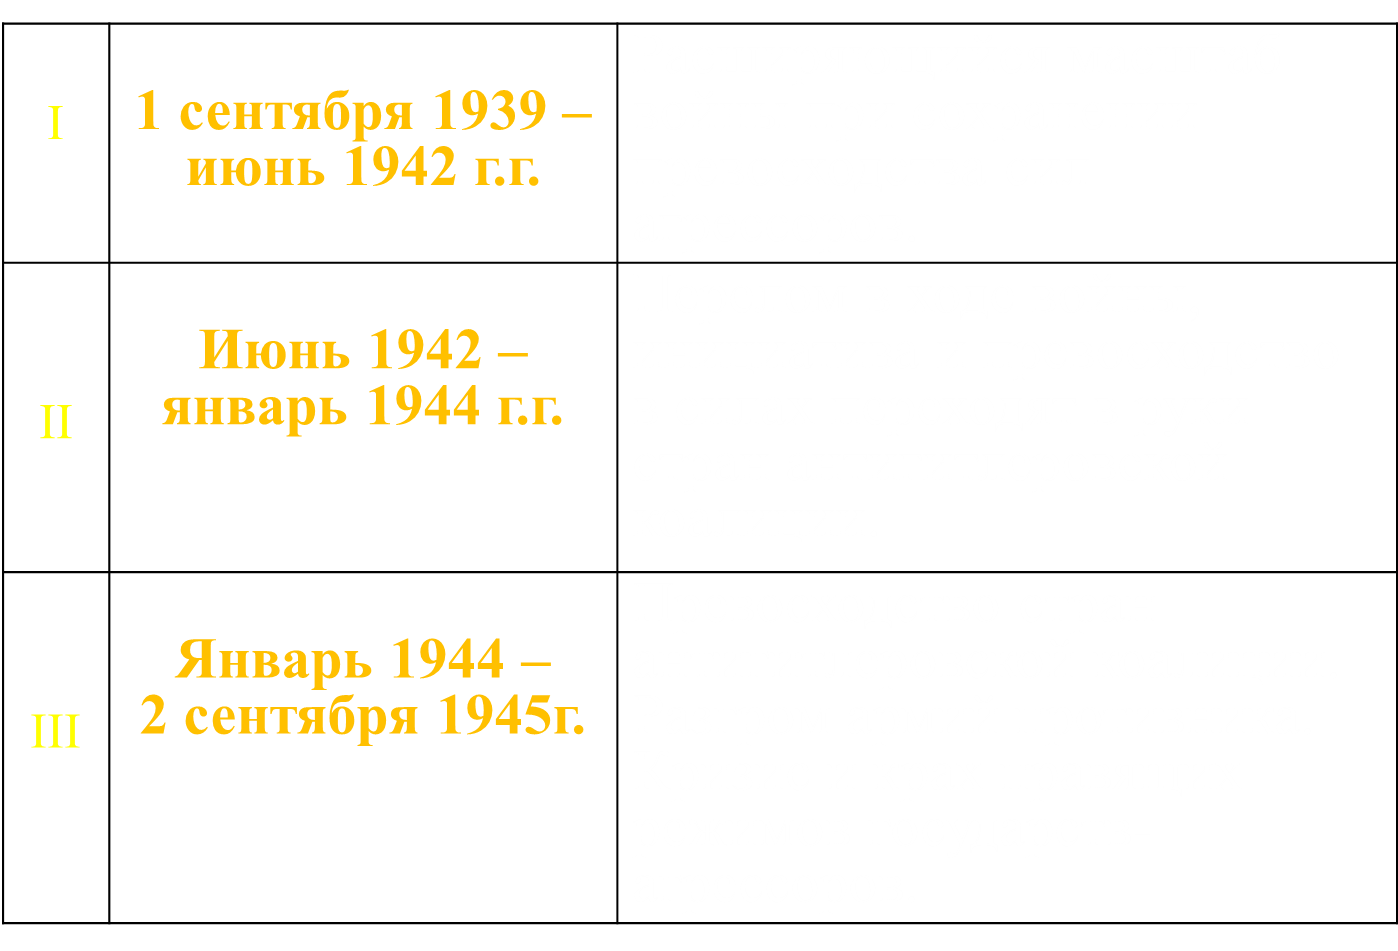 I
1 сентября 1939 –
июнь 1942 г.г.
II
Июнь 1942 –
январь 1944 г.г.
III
Январь 1944 –
2 сентября 1945г.